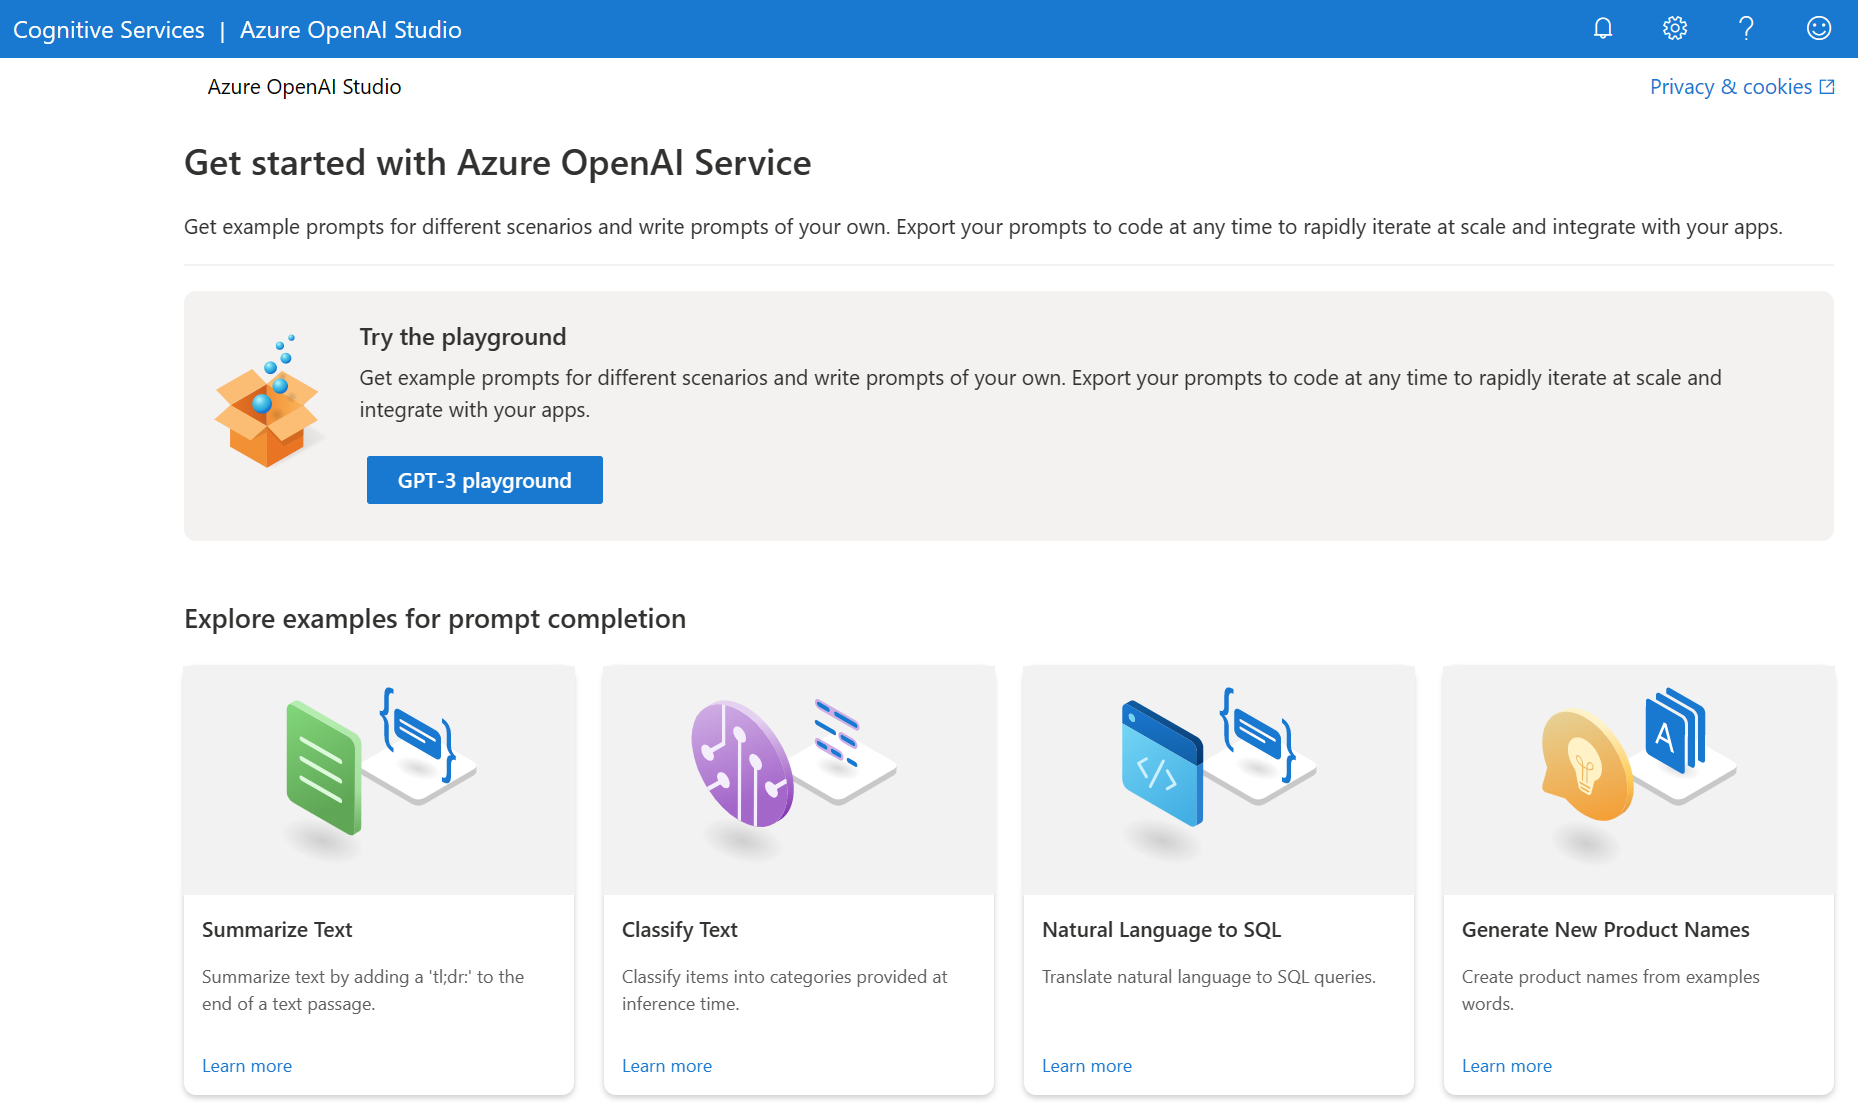 Cognitive Services | Azure OpenAI Studio
Azure OpenAI Studio
Privacy & cookies
Get started with Azure OpenAI Service
Get example prompts for different scenarios and write prompts of your own. Export your prompts to code at any time to rapidly iterate at scale and integrate with your apps.
Try the playground
Get example prompts for different scenarios and write prompts of your own. Export your prompts to code at any time to rapidly iterate at scale and
integrate with your apps.
GPT-3 playground
Explore examples for prompt completion
A
Summarize Text
Summarize text by adding a 'tl;dr:' to the
end of a text passage.
Learn more
Classify Text
Classify items into categories provided at
inference time.
Learn more
Natural Language to SQL
Translate natural language to SQL queries.
Learn more
Generate New Product Names
Create product names from examples
words.
Learn more